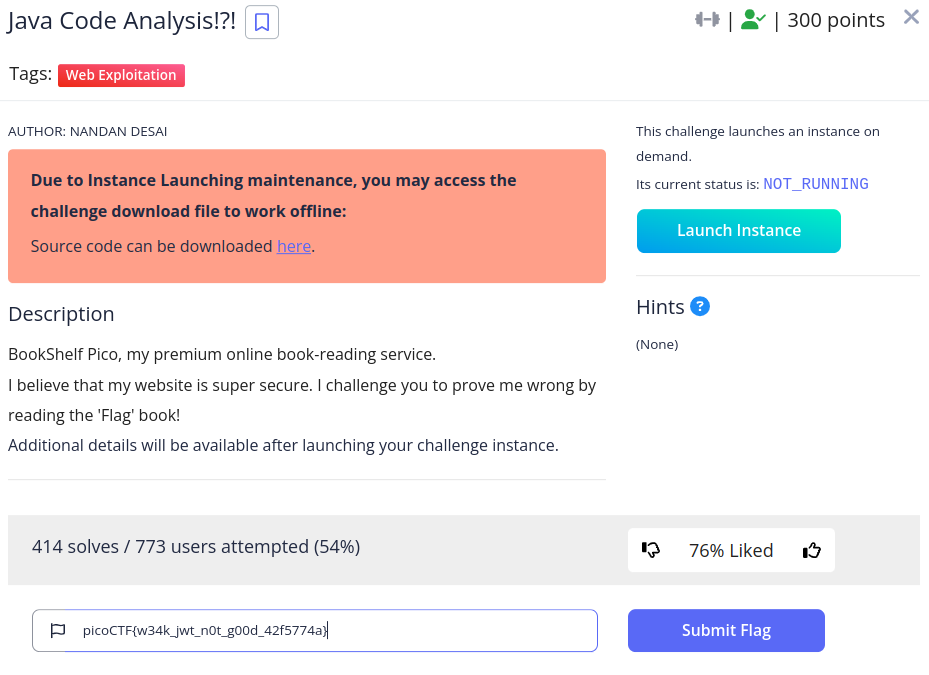 Java Code Analysis!?!
| | 300 points
Tags: Web Exploitation
AUTHOR: NANDAN DESAI
Due to Instance Launching maintenance, you may access the
challenge download file to work offline:
Source code can be downloaded here.
Description
BookShelf Pico, my premium online book-reading service.
I believe that my website is super secure. I challenge you to prove me wrong by
reading the 'Flag' book!
Additional details will be available after launching your challenge instance.
This challenge launches an instance on
demand.
Its current status is: NOT_RUNNING
Launch Instance
Hints ?
(None)
414 solves / 773 users attempted (54%)
76% Liked
picoCTF{w34k_jwt_n0t_g00d_42f5774a}
Submit Flag